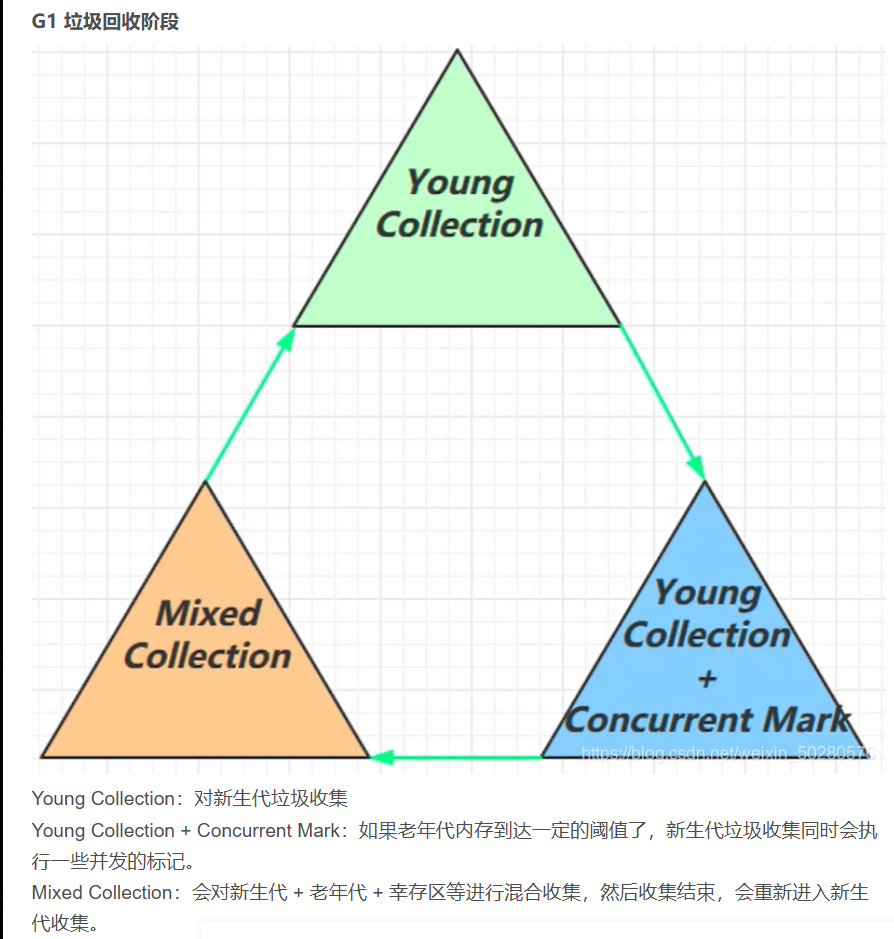 G1 垃圾回收阶段
Young
Collection
Mixed
Collection
Young
Collection
+
Concurrent Mark
https://blog.csdn.net/weixin_50280576
Young Collection：对新生代垃圾收集
Young Collection + Concurrent Mark：如果老年代内存到达一定的阈值了，新生代垃圾收集同时会执
行一些并发的标记。
Mixed Collection：会对新生代 + 老年代 + 幸存区等进行混合收集，然后收集结束，会重新进入新生
代收集。